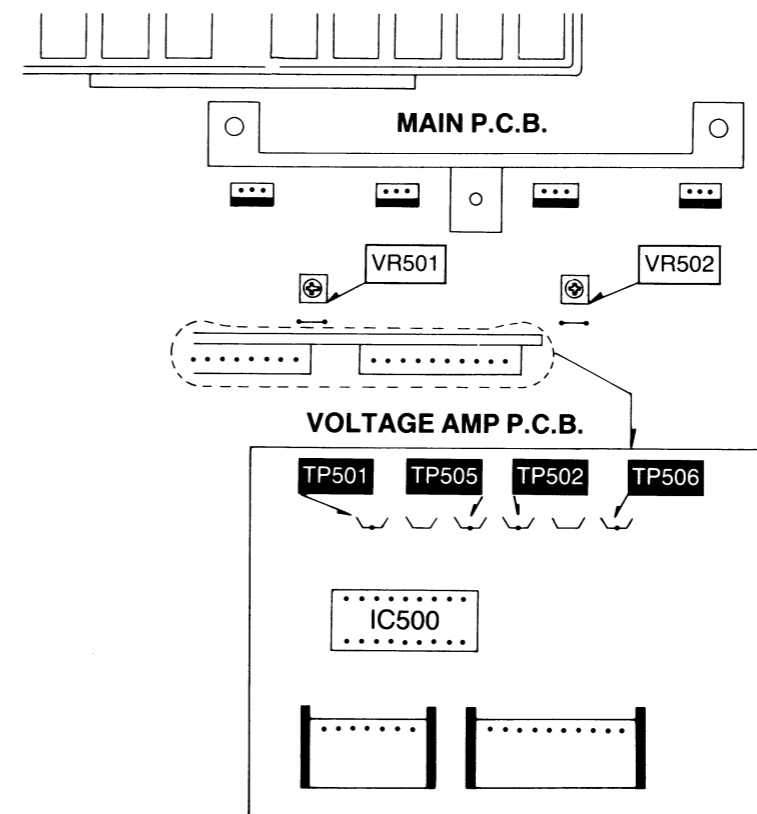 MAIN P.C.B.
VR501
VR502
VOLTAGE AMP P.C.B.
TP501
TP505
TP502
TP506
IC500